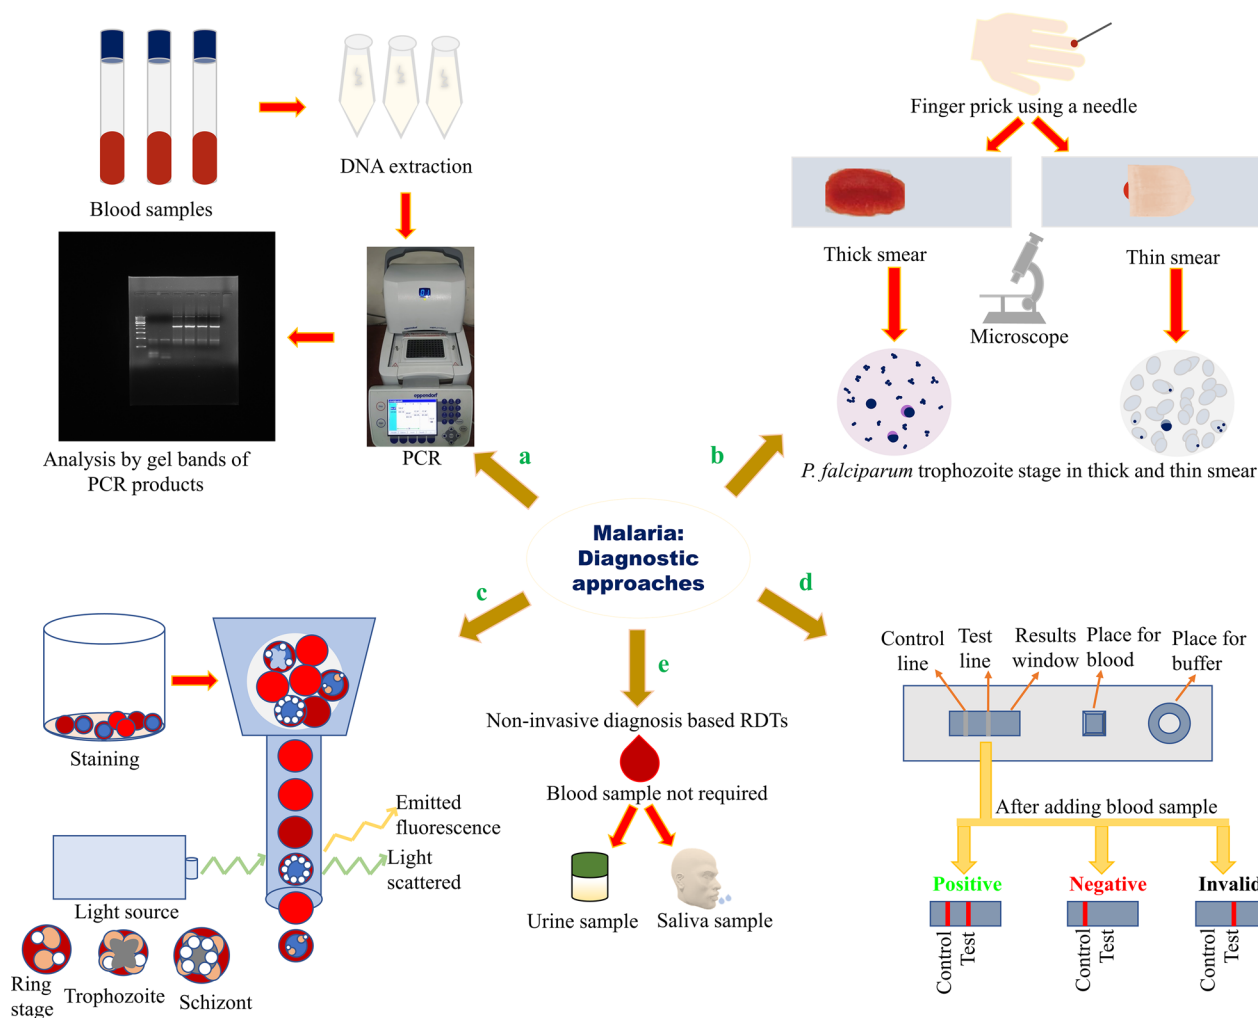 Blood samples
DNA extraction
eppendorf
PCR
Analysis by gel bands of
PCR products
a
Finger prick using a needle
Thick smear
Thin smear
Microscope
P. falciparum trophozoite stage in thick and thin smear
b
Malaria:
Diagnostic
approaches
c
Staining
Emitted
fluorescence
Light
scattered
Light source
Ring
stage
Trophozoite
Schizont
e
Non-invasive diagnosis based RDTs
Blood sample not required
Urine sample
Saliva sample
d
Control
line
Test
line
Results
window
Place for
blood
Place for
buffer
After adding blood sample
Positive
Negative
Invalid
Control
Test
Control
Test
Control
Test